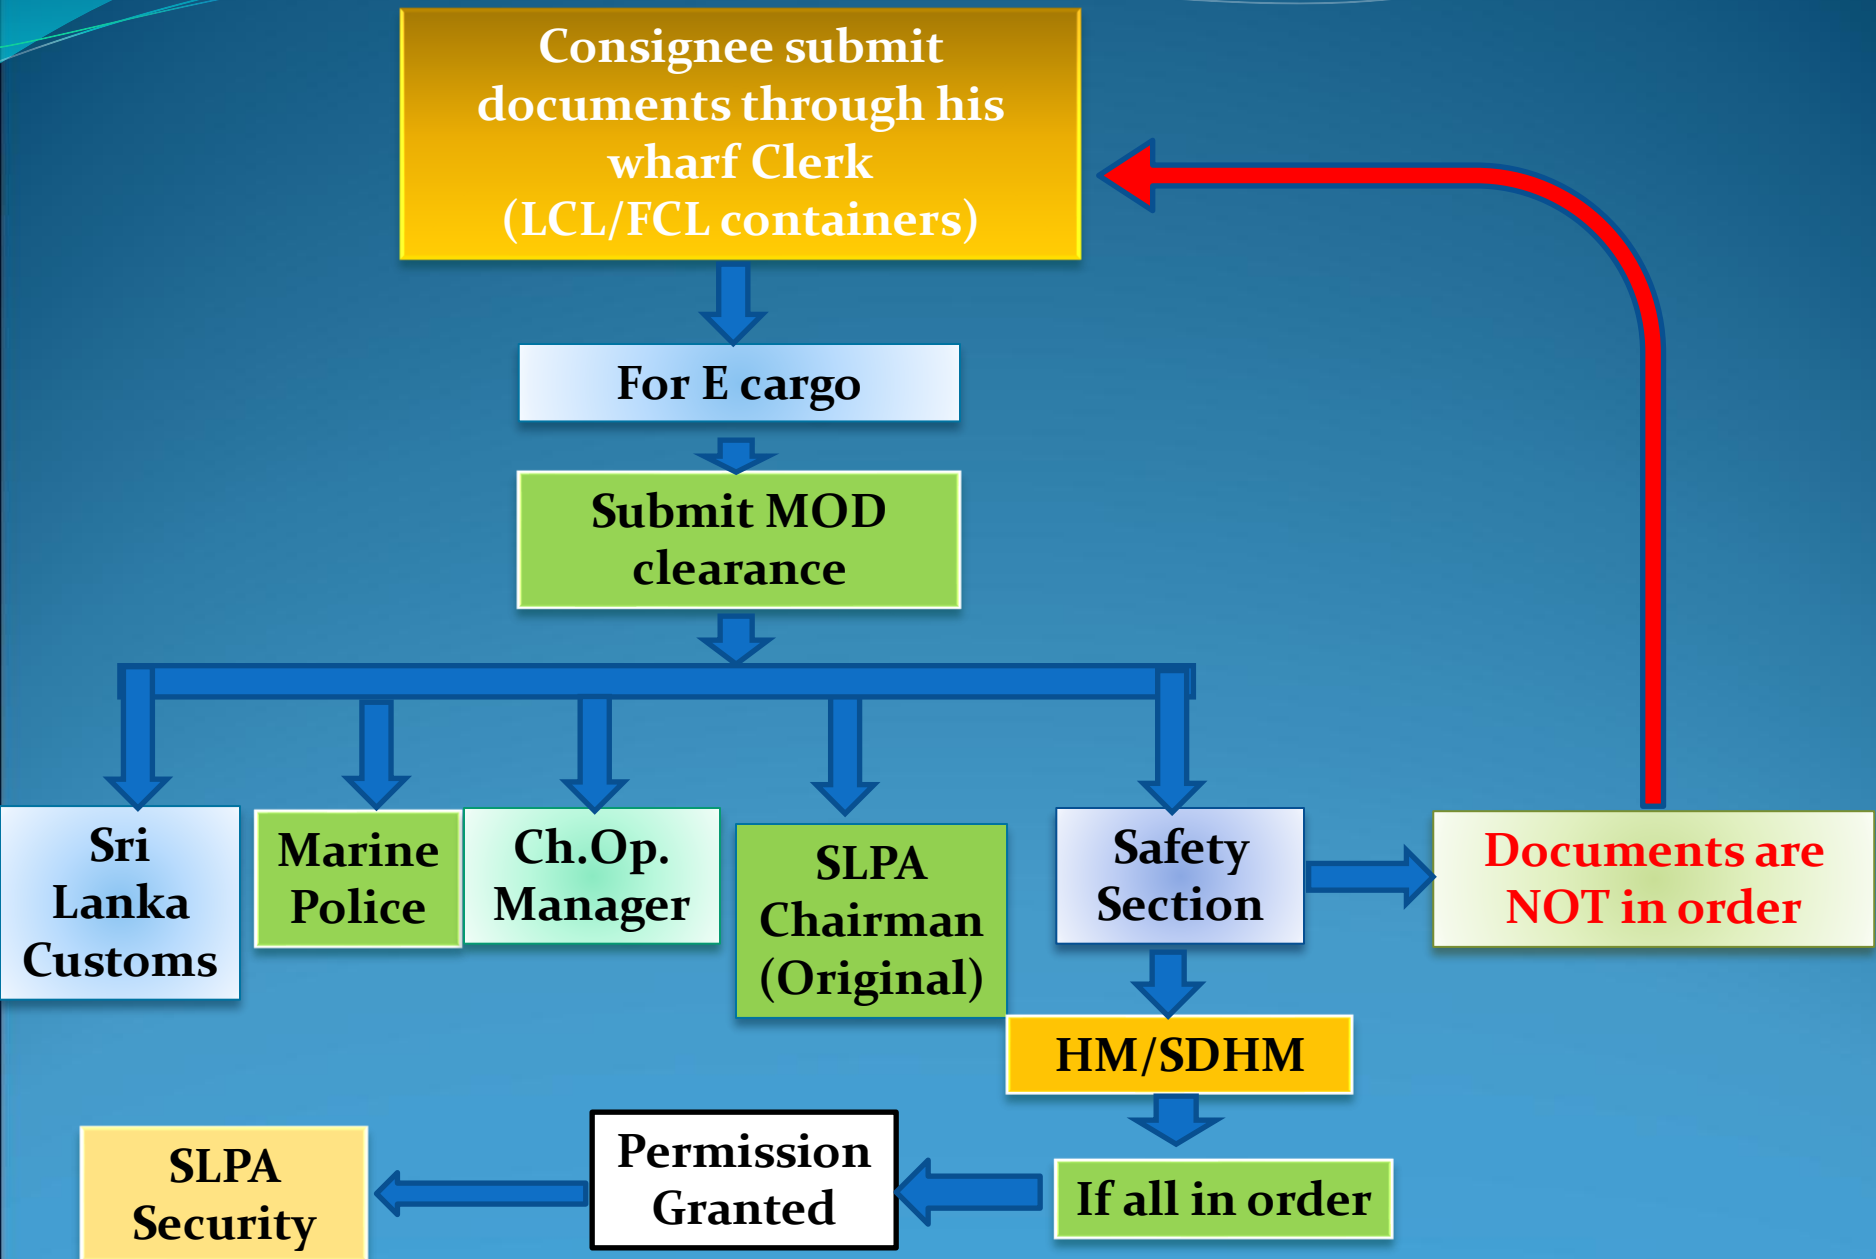 Consignee submit
documents through his
wharf Clerk
(LCL/FCL containers)
For E cargo
Submit MOD
clearance
Sri
Lanka
Customs
Marine
Police
Ch.Op.
Manager
SLPA
Chairman
(Original)
Safety
Section
Documents are
NOT in order
HM/SDHM
If all in order
Permission
Granted
SLPA
Security